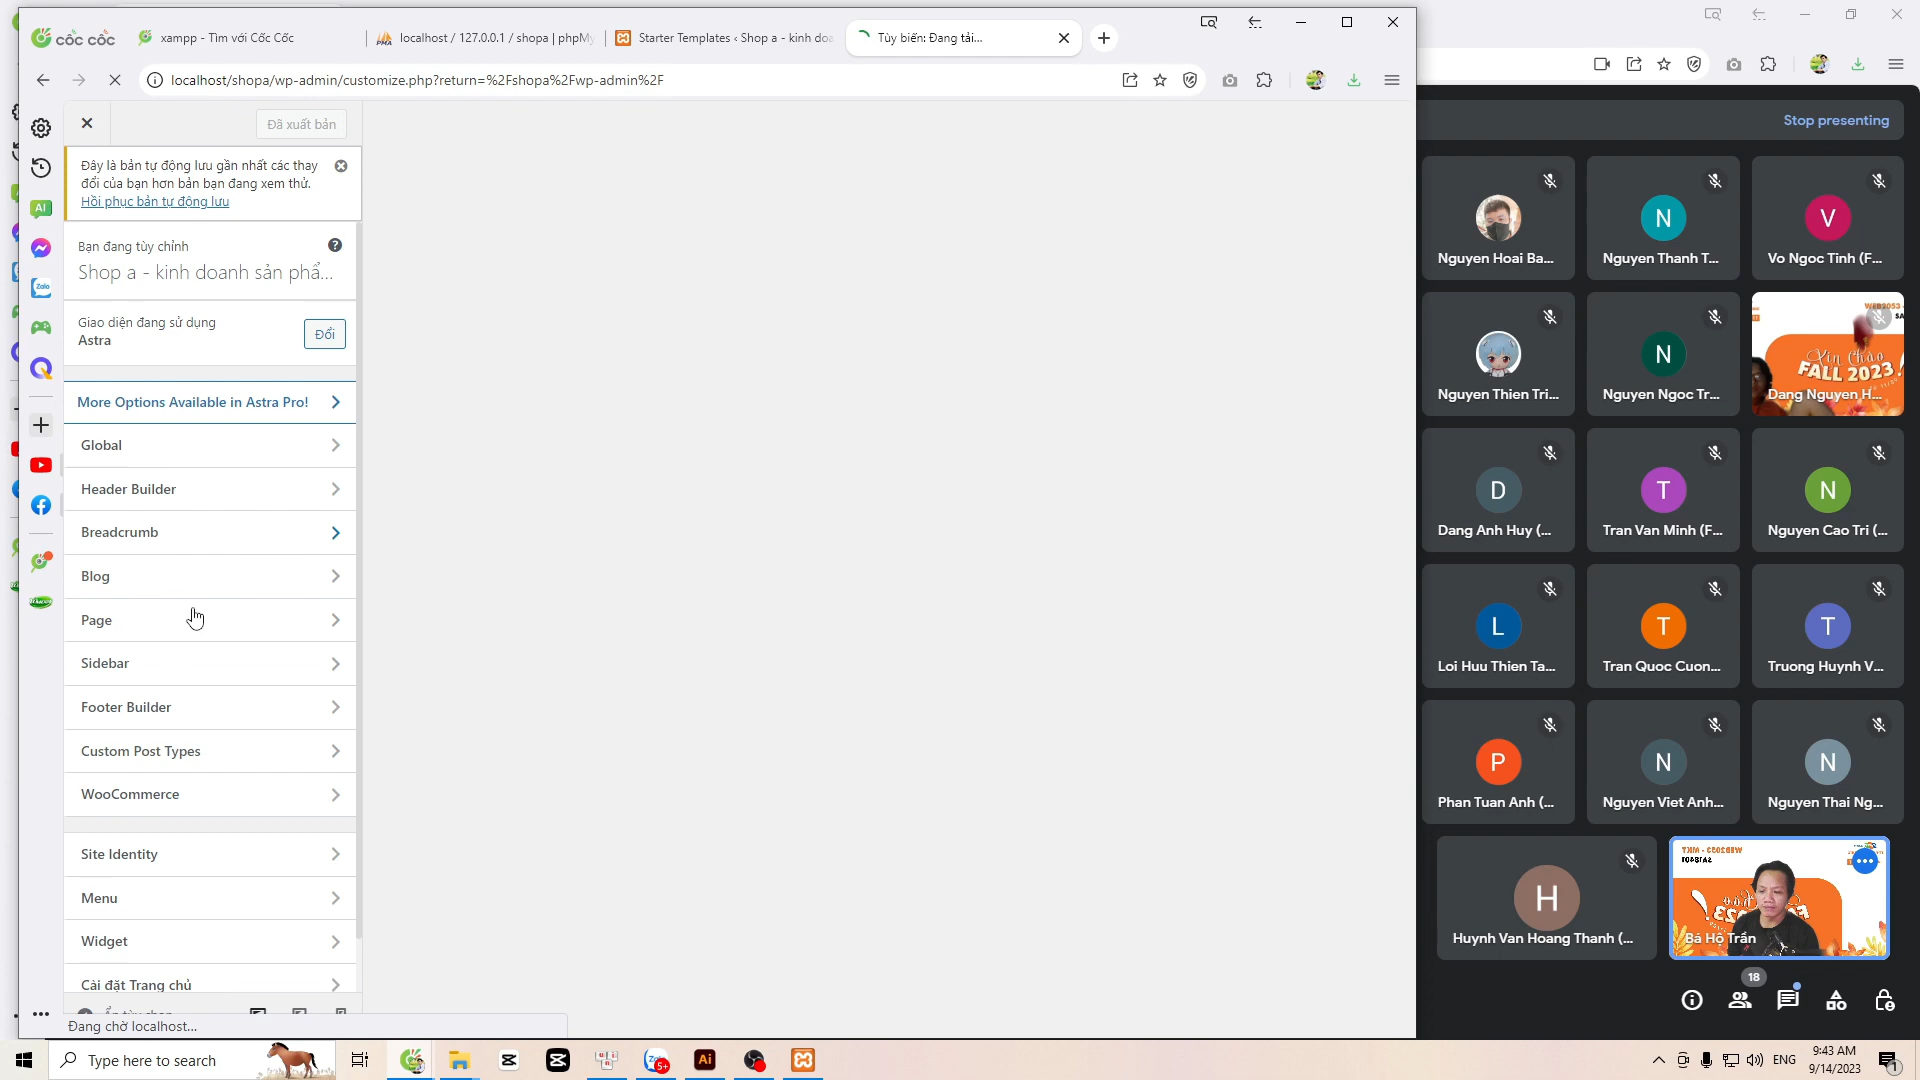 cốc cốc
xampp - Tìm với Cốc Cốc
PMA
localhost / 127.0.0.1 / shopa | phpMy
Starter Templates ‹ Shop a - kinh doa
Tùy biến: Đang tải...
localhost/shopa/wp-admin/customize.php?return=%2Fshopa%2Fwp-admin%2F
Đã xuất bản
Đây là bản tự động lưu gần nhất các thay
đổi của bạn hơn bản bạn đang xem thử.
Hồi phục bản tự động lưu
AI
Zalo
Bạn đang tùy chỉnh
Shop a - kinh doanh sản phẩ...
Giao diện đang sử dụng
Astra
Đổi
More Options Available in Astra Pro!
Global
Header Builder
Breadcrumb
Blog
Page
Sidebar
Footer Builder
Custom Post Types
WooCommerce
Site Identity
Menu
Widget
Cài đặt Trang chủ
Đang chờ localhost...
Stop presenting
Nguyen Hoai Ba...
N
Nguyen Thanh T...
V
Vo Ngoc Tinh (F...
Nguyen Thien Tri...
N
Nguyen Ngoc Tr...
Xin Chào
FALL 2023
Dang Nguyen H...
D
Dang Anh Huy (...
T
Tran Van Minh (F...
N
Nguyen Cao Tri (...
L
Loi Huu Thien Ta...
T
Tran Quoc Cuon...
T
Truong Huynh V...
P
Phan Tuan Anh (...
N
Nguyen Viet Anh...
N
Nguyen Thai Ng...
H
Huynh Van Hoang Thanh (...
Bá Hộ Trần
18
Type here to search
5+
Ai
ENG
9:43 AM
9/14/2023
1